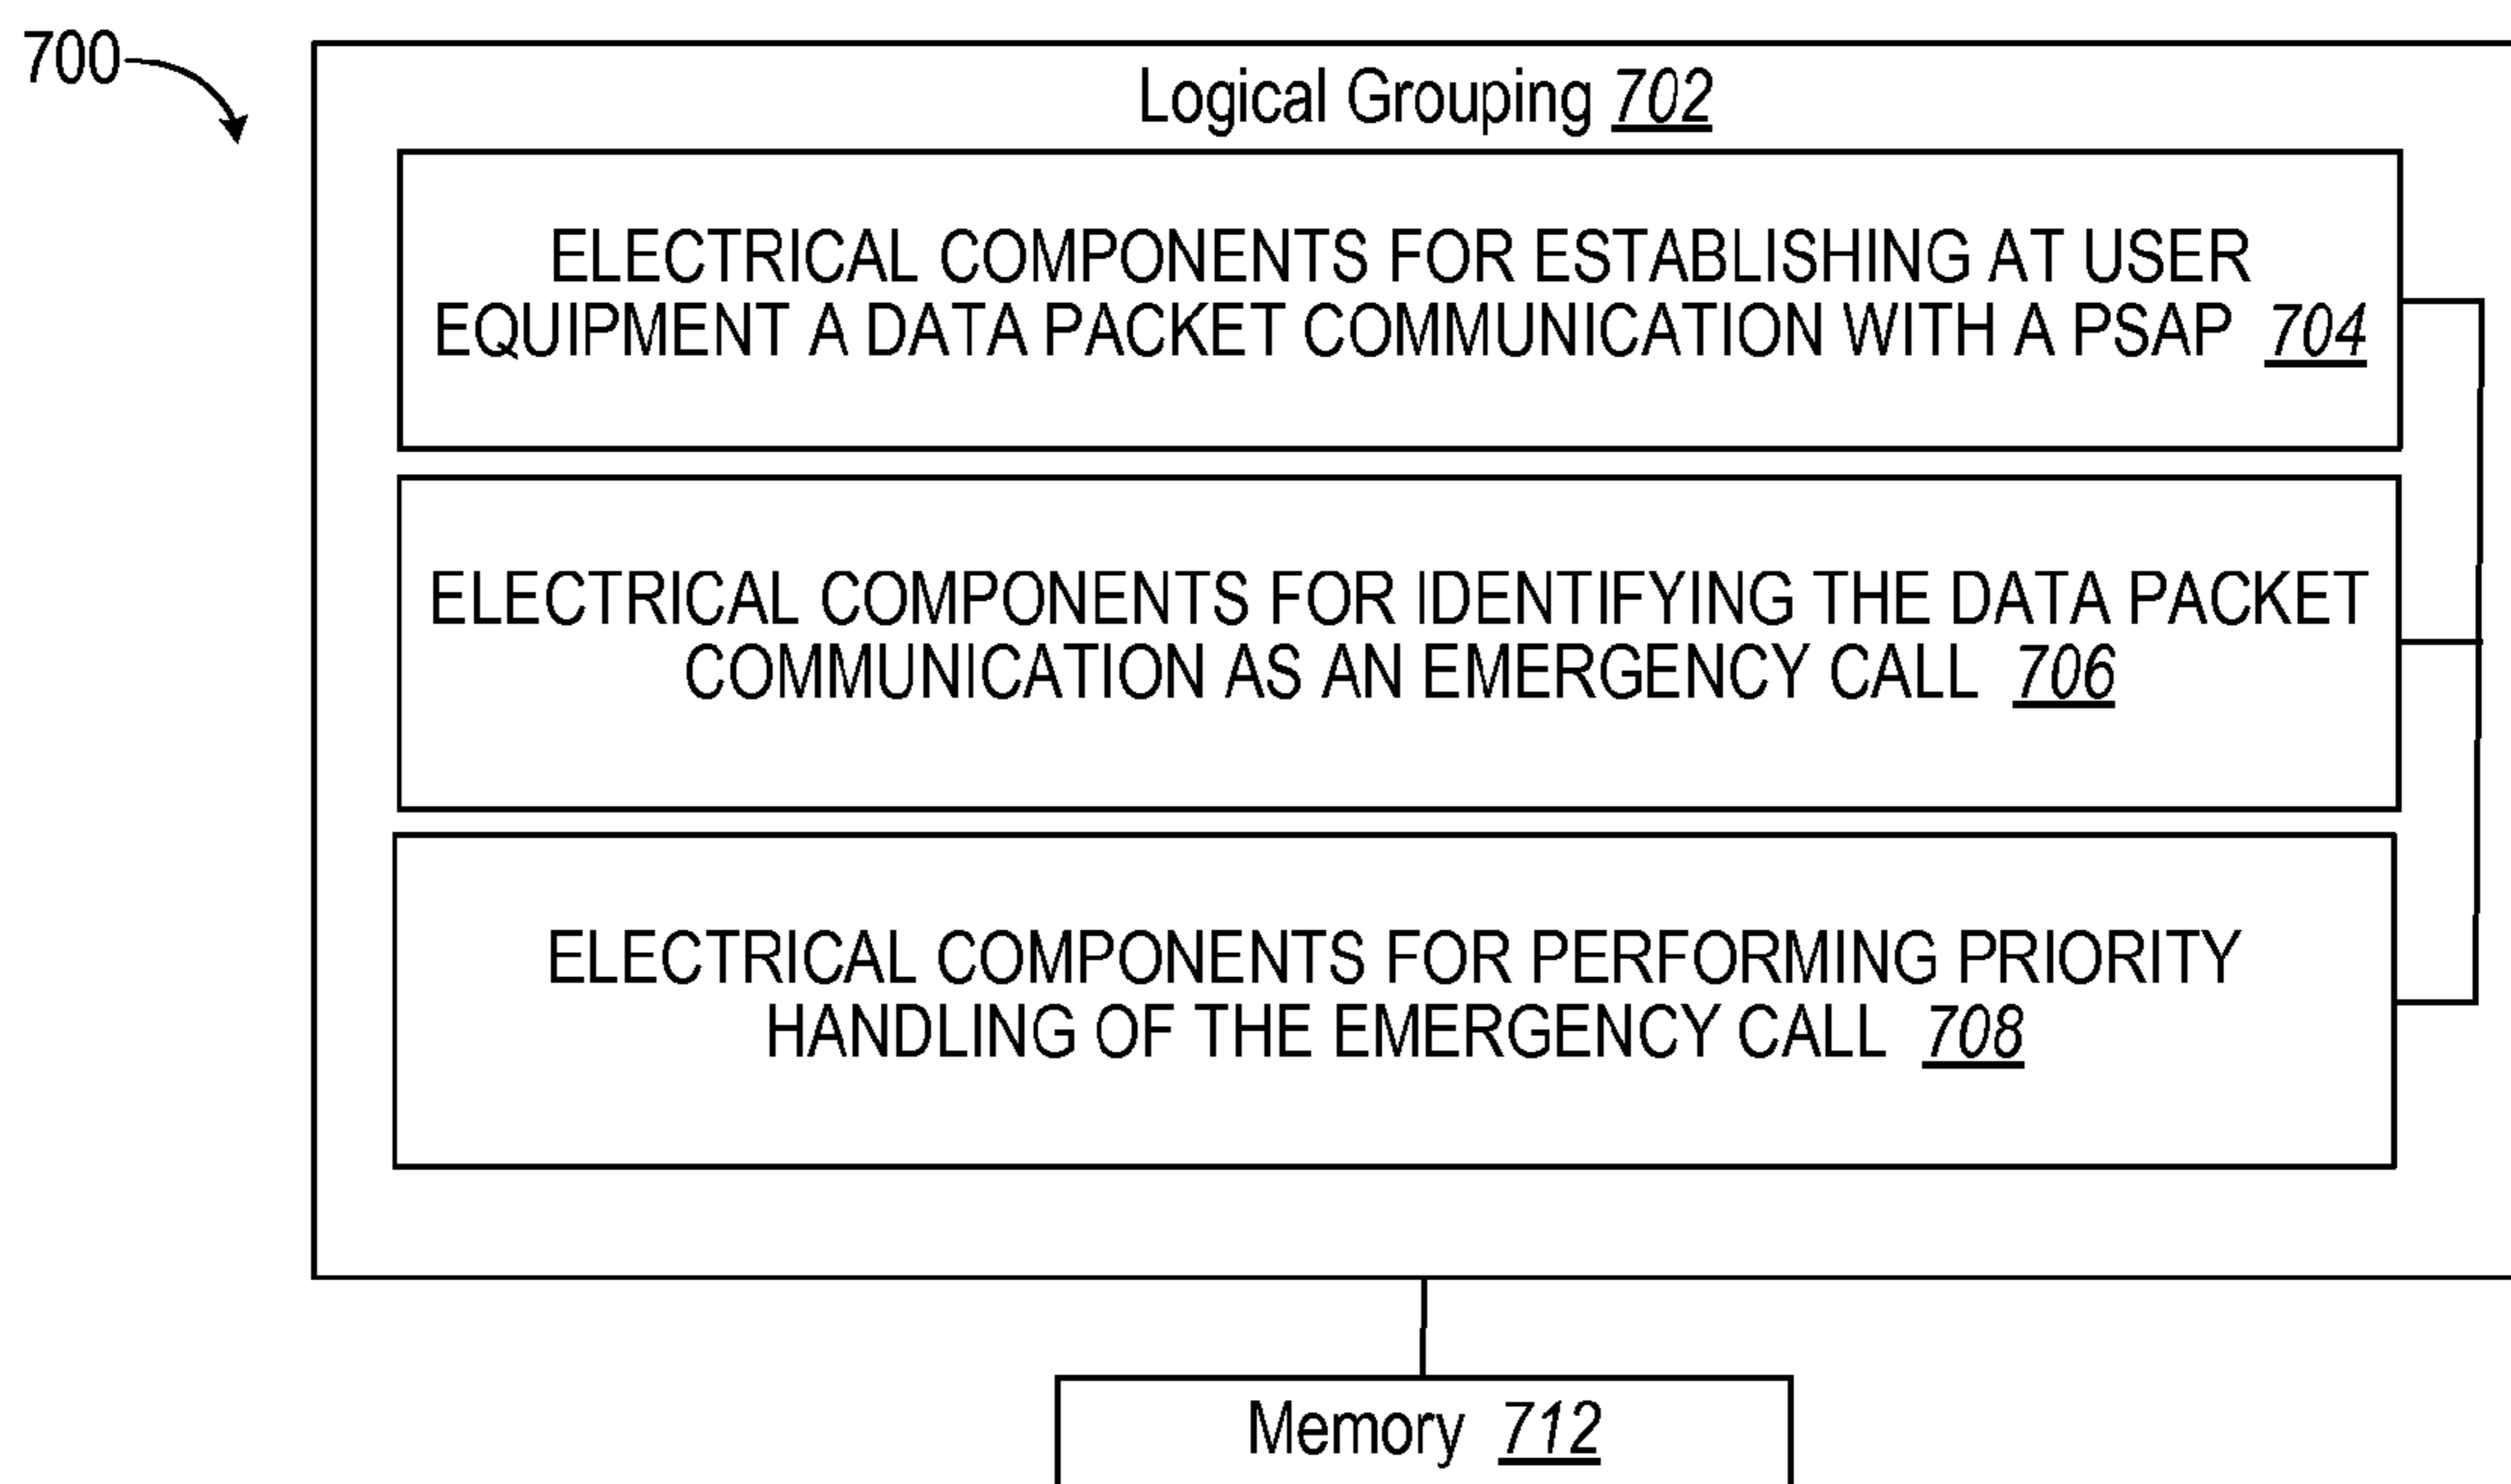 700
Logical Grouping 702
ELECTRICAL COMPONENTS FOR ESTABLISHING AT USER
EQUIPMENT A DATA PACKET COMMUNICATION WITH A PSAP 704
ELECTRICAL COMPONENTS FOR IDENTIFYING THE DATA PACKET
COMMUNICATION AS AN EMERGENCY CALL 706
ELECTRICAL COMPONENTS FOR PERFORMING PRIORITY
HANDLING OF THE EMERGENCY CALL 708
Memory 712